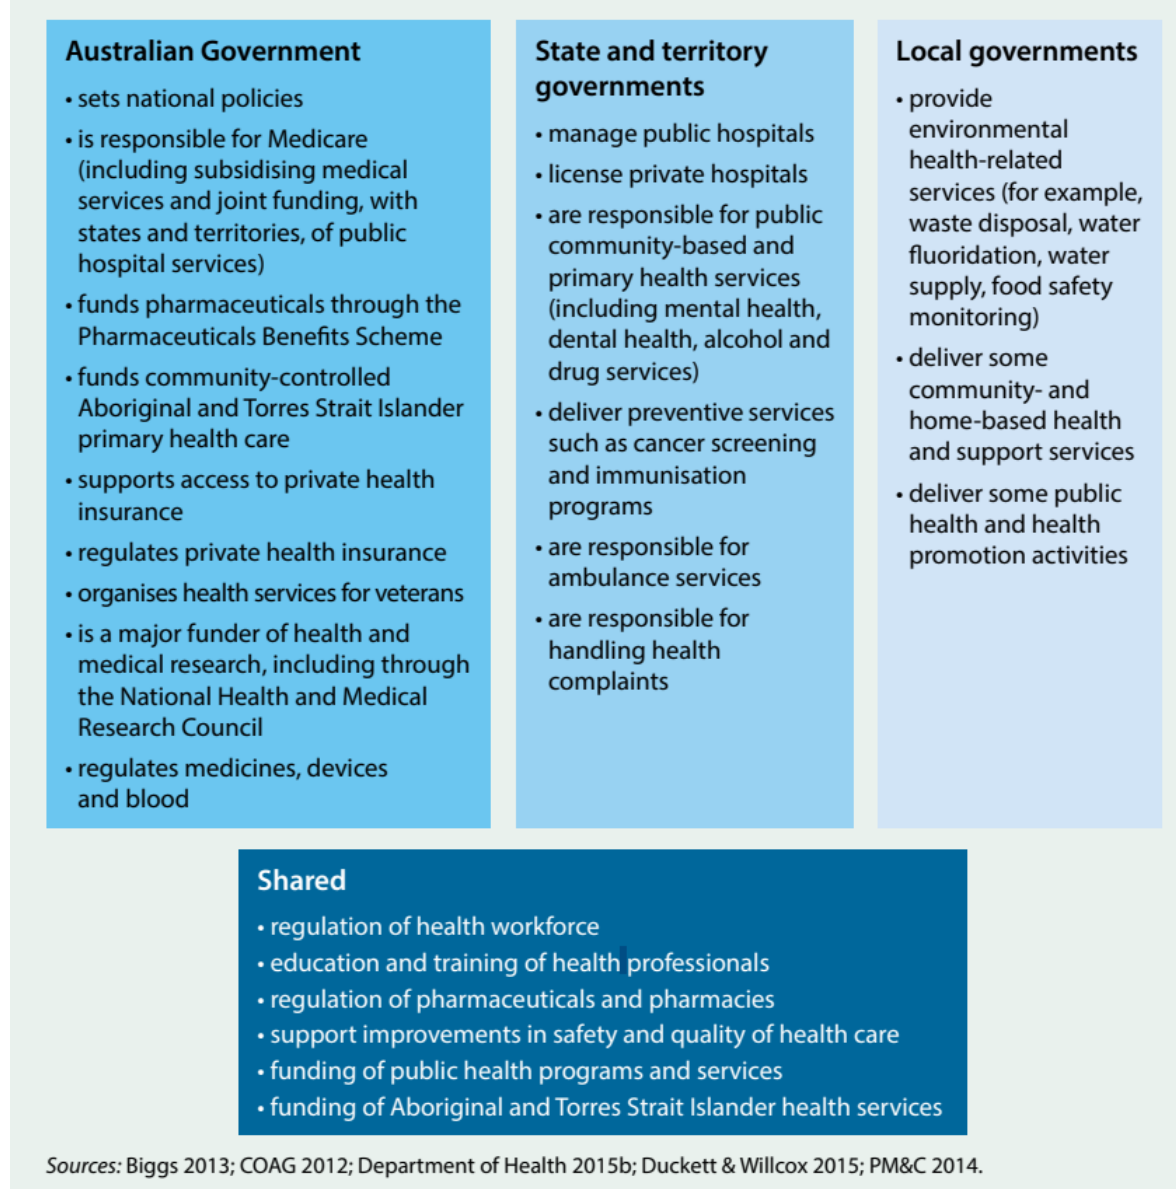 Australian Government
• sets national policies
• is responsible for Medicare
(including subsidising medical
services and joint funding, with
states and territories, of public
hospital services)
• funds pharmaceuticals through the
Pharmaceuticals Benefits Scheme
• funds community-controlled
Aboriginal and Torres Strait Islander
primary health care
• supports access to private health
insurance
• regulates private health insurance
• organises health services for veterans
• is a major funder of health and
medical research, including through
the National Health and Medical
Research Council
• regulates medicines, devices
and blood
State and territory
governments
• manage public hospitals
• license private hospitals
• are responsible for public
community-based and
primary health services
(including mental health,
dental health, alcohol and
drug services)
• deliver preventive services
such as cancer screening
and immunisation
programs
• are responsible for
ambulance services
• are responsible for
handling health
complaints
Local governments
• provide
environmental
health-related
services (for example,
waste disposal, water
fluoridation, water
supply, food safety
monitoring)
• deliver some
community- and
home-based health
and support services
• deliver some public
health and health
promotion activities
Shared
• regulation of health workforce
• education and training of health professionals
• regulation of pharmaceuticals and pharmacies
• support improvements in safety and quality of health care
• funding of public health programs and services
• funding of Aboriginal and Torres Strait Islander health services
Sources: Biggs 2013; COAG 2012; Department of Health 2015b; Duckett & Willcox 2015; PM&C 2014.